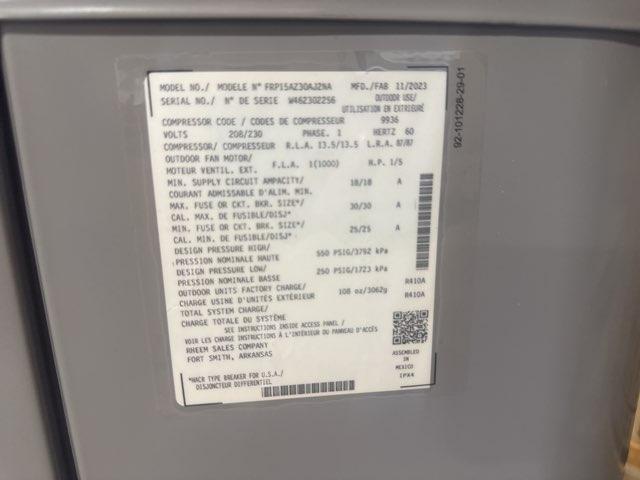 MODEL NO./ MODELE N° FRP15AZ30AJ2NA MFD./FAB 11/2023
SERIAL NO./ N° DE SERIE W462302256 OUTDOOR USE/
UTILISATION EN EXTÉRIEUR
COMPRESSOR CODE / CODES DE COMPRESSEUR 9936
VOLTS 208/230 PHASE. 1 HERTZ 60
COMPRESSOR/ COMPRESSEUR R.L.A. 13.5/13.5 L.R.A. 87/87
OUTDOOR FAN MOTOR/
MOTEUR VENTIL. EXT. F.L.A. 1(1000) H.P. 1/5
MIN. SUPPLY CIRCUIT AMPACITY/ 18/18 A
COURANT ADMISSABLE D'ALIM. MIN.
MAX. FUSE OR CKT. BKR. SIZE*/ 30/30 A
CAL. MAX. DE FUSIBLE/DISJ*
MIN. FUSE OR CKT. BRK. SIZE*/ 25/25 A
CAL. MIN. DE FUSIBLE/DISJ*
DESIGN PRESSURE HIGH/ 550 PSIG/3792 kPa
PRESSION NOMINALE HAUTE
DESIGN PRESSURE LOW/ 250 PSIG/1723 kPa
PRESSION NOMINALE BASSE
OUTDOOR UNITS FACTORY CHARGE/ 108 oz/3062g R410A
CHARGE USINE D'UNITÉS EXTÉRIEUR
TOTAL SYSTEM CHARGE/ R410A
CHARGE TOTALE DU SYSTÈME
SEE INSTRUCTIONS INSIDE ACCESS PANEL /
VOIR LES CHARGE INSTRUCTIONS À L'INTÉRIEUR DU PANNEAU D'ACCÈS
RHEEM SALES COMPANY
FORT SMITH, ARKANSAS
ASSEMBLED
IN
MEXICO
IPX4
*HACR TYPE BREAKER FOR U.S.A./
DISJONCTEUR DIFFERENTIEL
92-101228-29-01